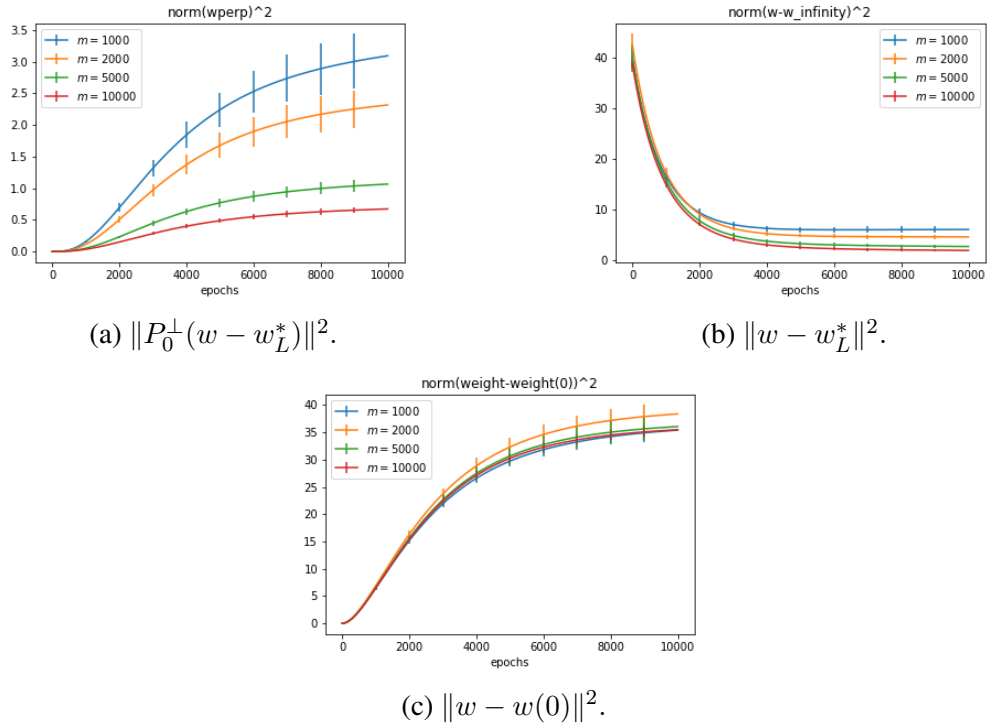 norm(wperp)^2
3.5
3.0
2.5
2.0
1.5
1.0
0.5
0.0
m = 1000
m = 2000
m = 5000
m = 10000
0 2000 4000 6000 8000 10000
epochs
(a) ‖P₀^⊥(w − w_L^*)‖².
norm(w-w_infinity)^2
40
30
20
10
0
m = 1000
m = 2000
m = 5000
m = 10000
0 2000 4000 6000 8000 10000
epochs
(b) ‖w − w_L^*‖².
norm(weight-weight(0))^2
40
35
30
25
20
15
10
5
0
m = 1000
m = 2000
m = 5000
m = 10000
0 2000 4000 6000 8000 10000
epochs
(c) ‖w − w(0)‖².